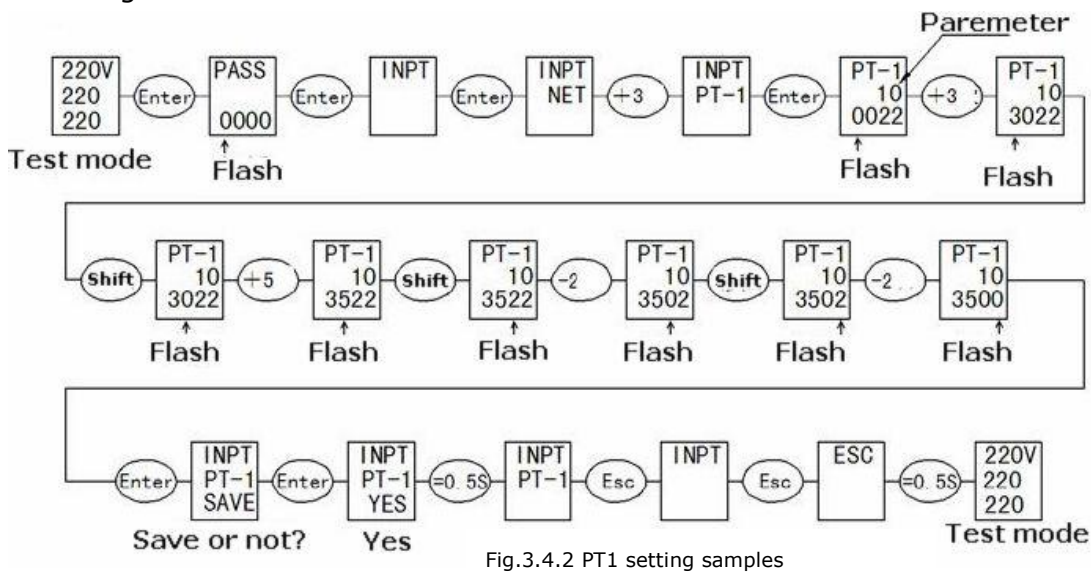 Paremeter
220V
220
220
Enter
PASS
0000
Enter
INPT
Enter
INPT
NET
+3
INPT
PT-1
Enter
PT-1
10
0022
+3
PT-1
10
3022
Test mode
Flash
Flash
Flash
Shift
PT-1
10
3022
+5
PT-1
10
3522
Shift
PT-1
10
3522
-2
PT-1
10
3502
Shift
PT-1
10
3502
-2
PT-1
10
3500
Flash
Flash
Flash
Flash
Flash
Flash
Enter
INPT
PT-1
SAVE
Enter
INPT
PT-1
YES
=0.5S
INPT
PT-1
Esc
INPT
Esc
ESC
=0.5S
220V
220
220
Save or not?
Yes
Test mode
Fig.3.4.2 PT1 setting samples